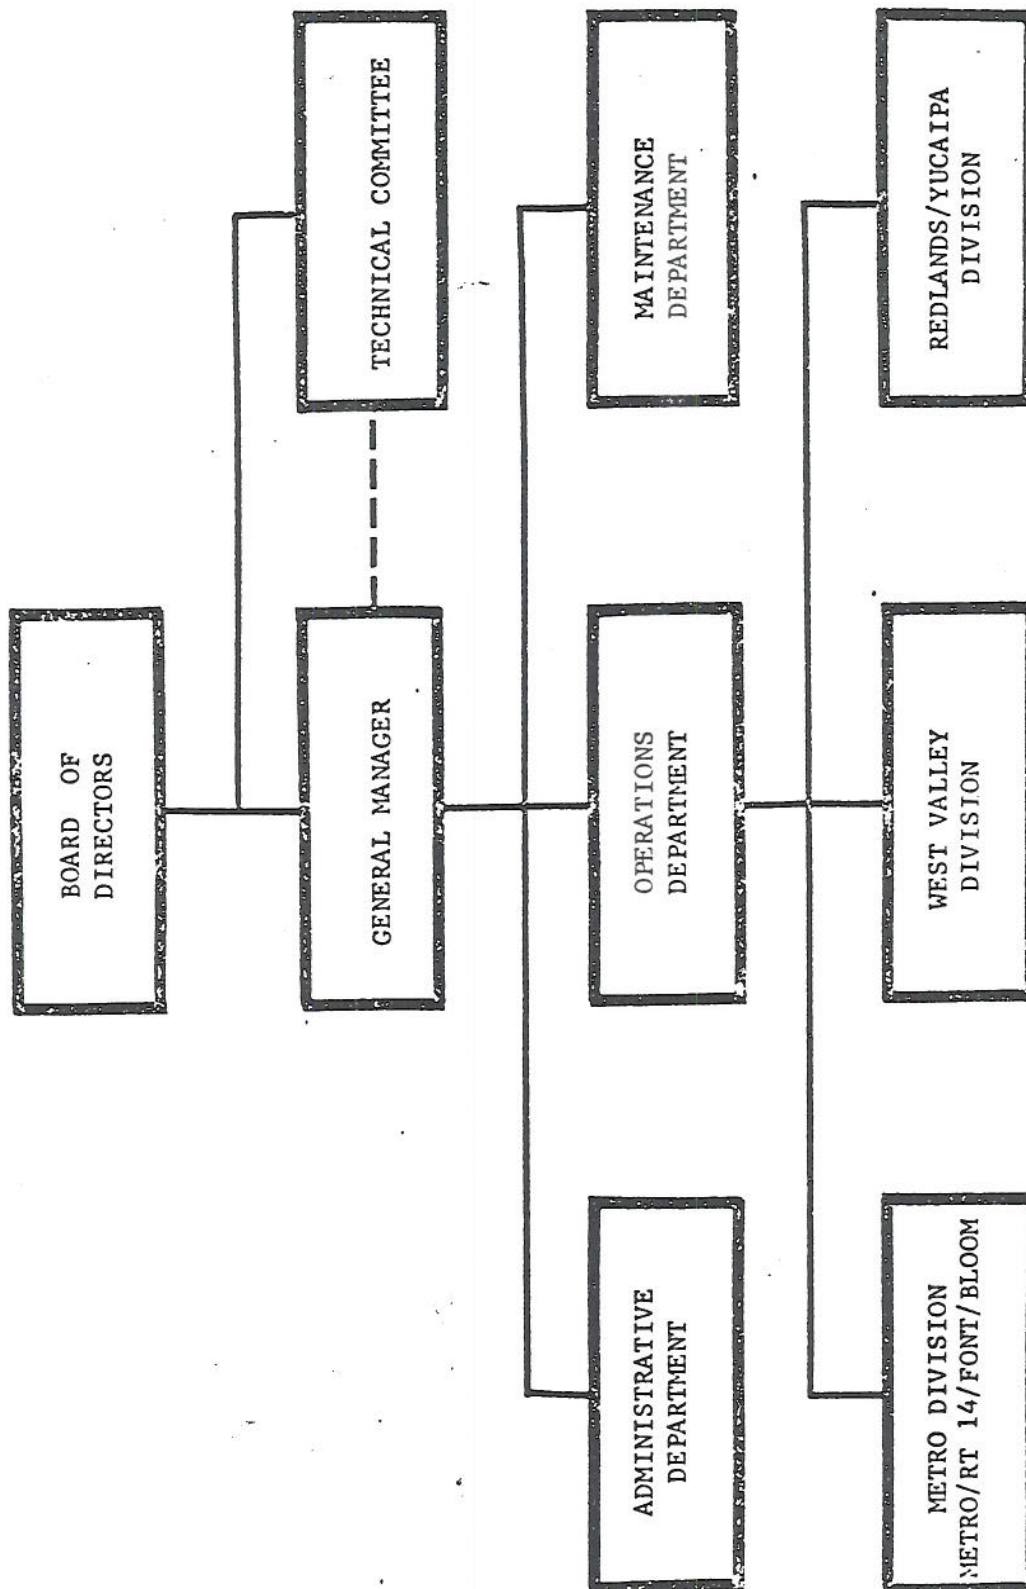 BOARD OF
DIRECTORS
GENERAL MANAGER
TECHNICAL COMMITTEE
ADMINISTRATIVE
DEPARTMENT
OPERATIONS
DEPARTMENT
MAINTENANCE
DEPARTMENT
METRO DIVISION
METRO/RT 14/FONT/BLOOM
WEST VALLEY
DIVISION
REDLANDS/YUCAIPA
DIVISION